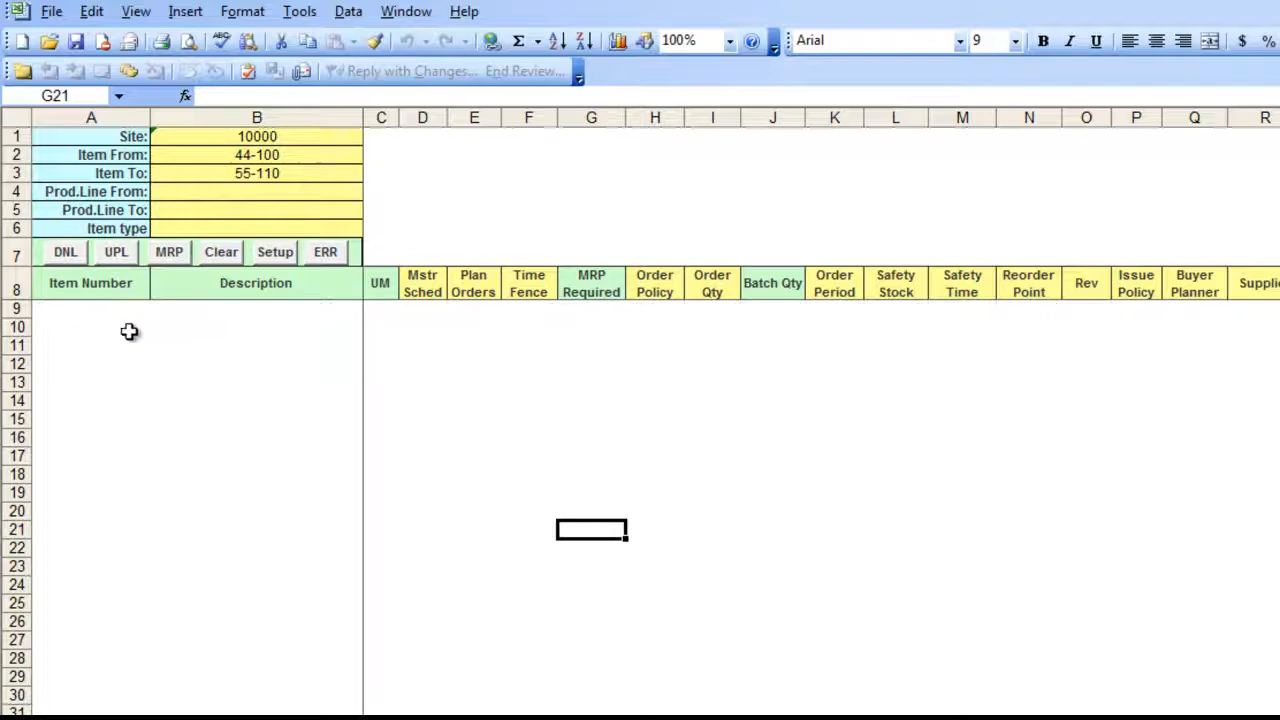 File Edit View Insert Format Tools Data Window Help
Σ 100% Arial 9 B I U $ %
Reply with Changes... End Review...
G21 fx
A B C D E F G H I J K L M N O P Q R
1 Site: 10000
2 Item From: 44-100
3 Item To: 55-110
4 Prod.Line From:
5 Prod.Line To:
6 Item type
7 DNL UPL MRP Clear Setup ERR
8 Item Number Description UM Mstr Sched Plan Orders Time Fence MRP Required Order Policy Order Qty Batch Qty Order Period Safety Stock Safety Time Reorder Point Rev Issue Policy Buyer Planner
9
10
11
12
13
14
15
16
17
18
19
20
21
22
23
24
25
26
27
28
29
30
31